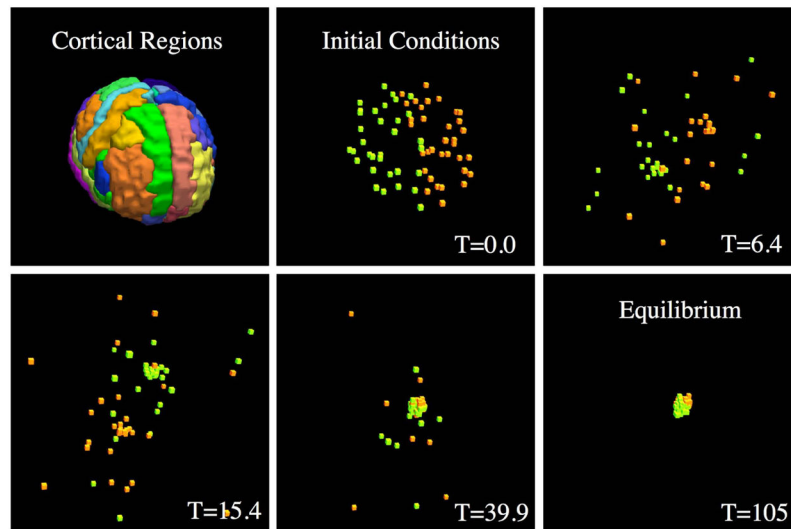 Cortical Regions
Initial Conditions
T=0.0
T=6.4
T=15.4
T=39.9
Equilibrium
T=105